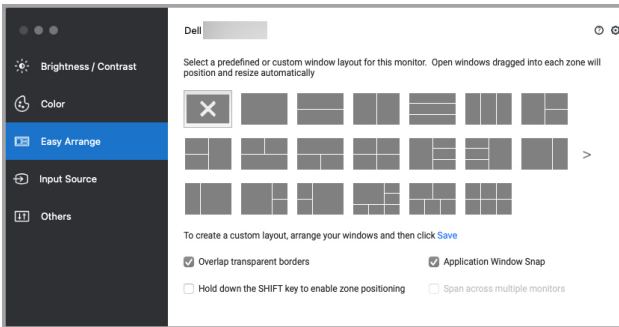 Dell
Brightness / Contrast
Color
Easy Arrange
Input Source
Others
Select a predefined or custom window layout for this monitor. Open windows dragged into each zone will
position and resize automatically
>
To create a custom layout, arrange your windows and then click Save
Overlap transparent borders
Application Window Snap
Hold down the SHIFT key to enable zone positioning
Span across multiple monitors